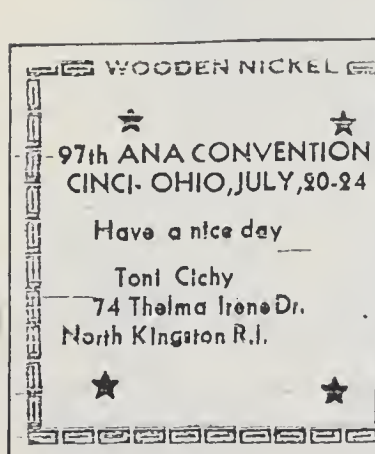 WOODEN NICKEL
97th ANA CONVENTION
CINCI- OHIO,JULY,20-24
Have a nice day
Toni Cichy
74 Thelma Irene Dr.
North Kingston R.I.